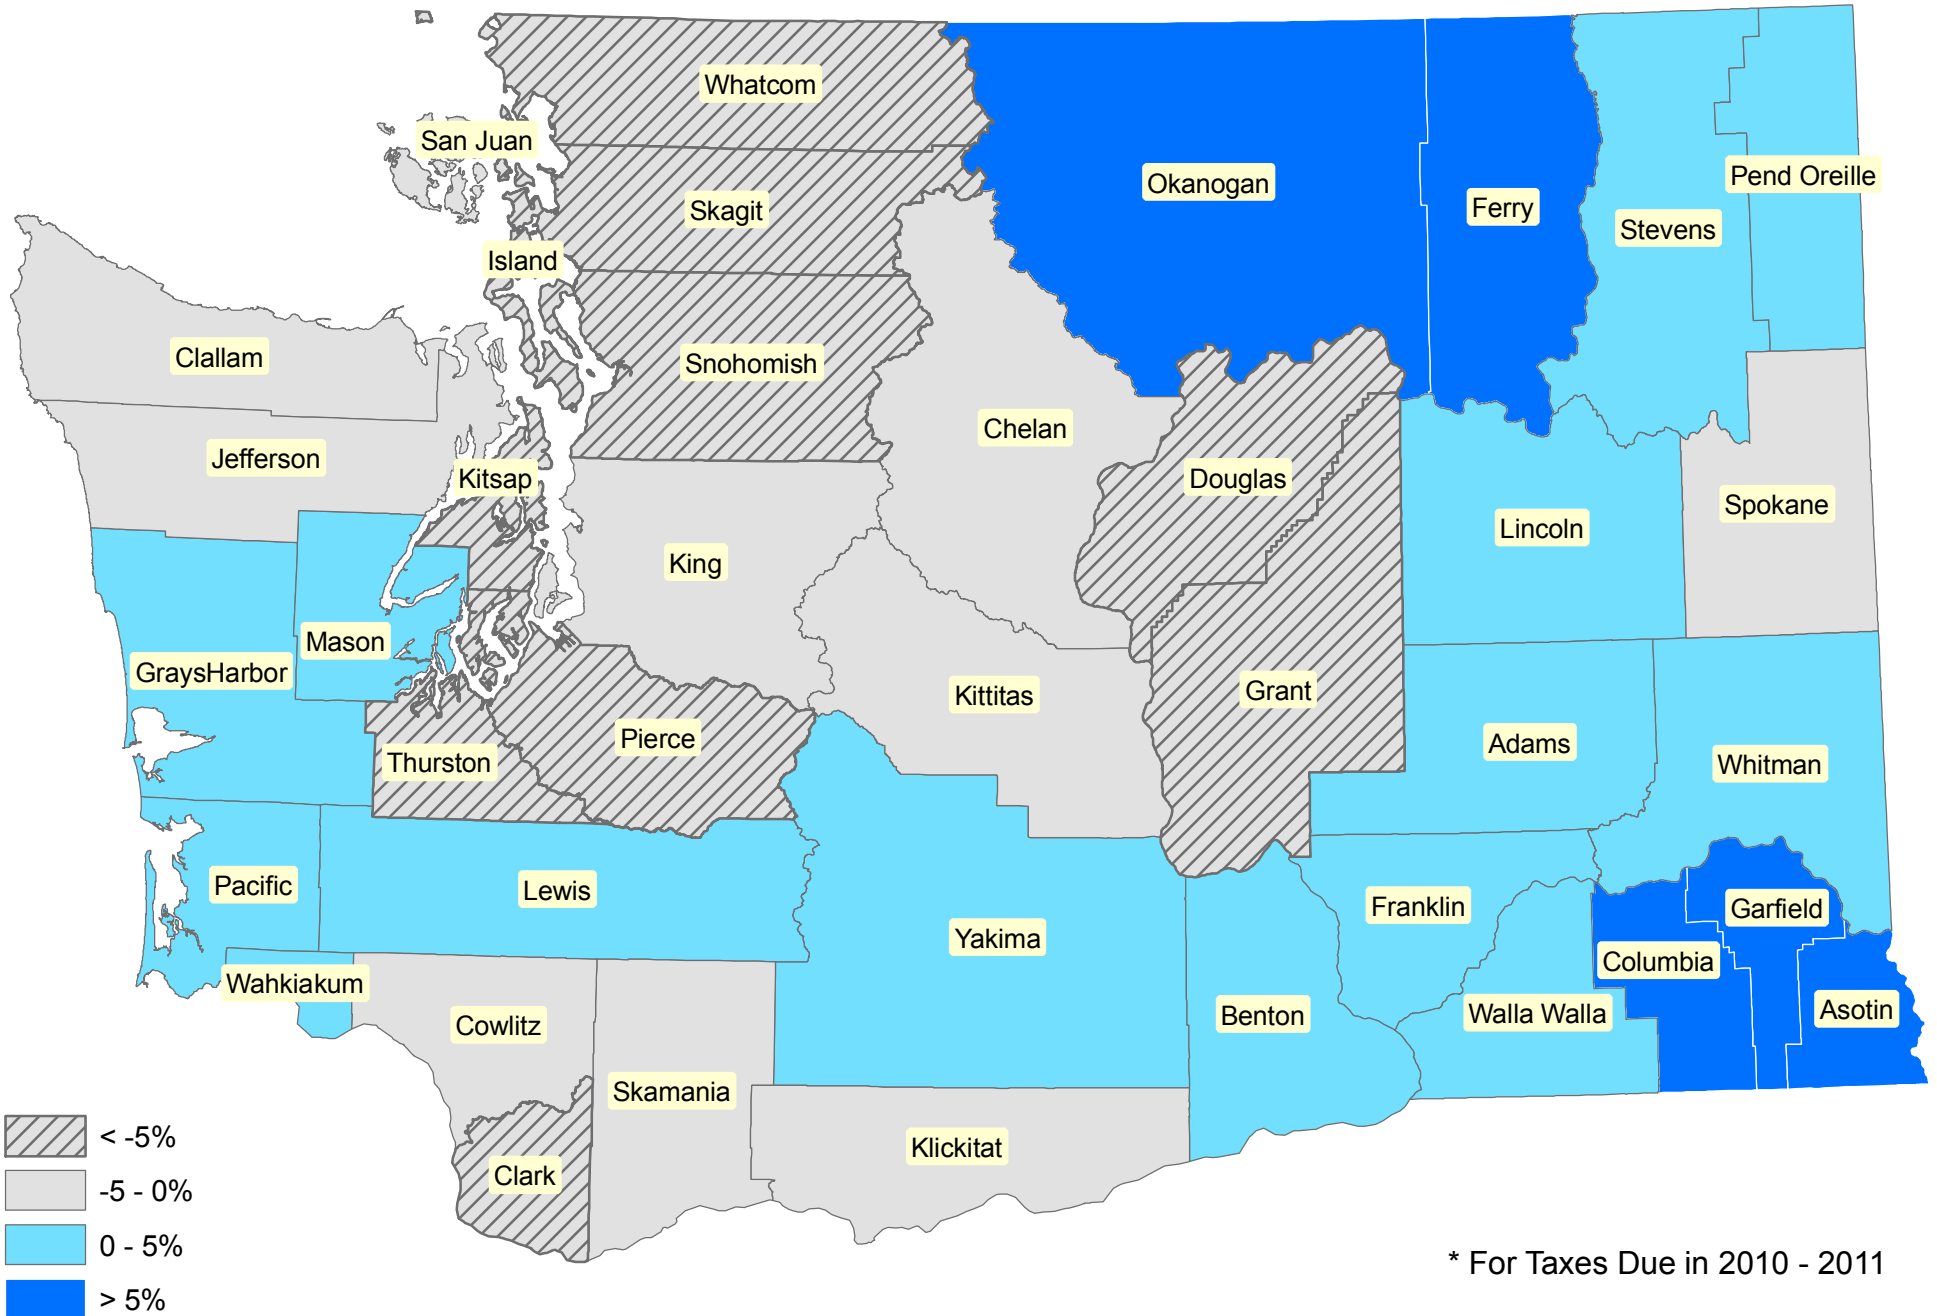 Whatcom
San Juan
Pend Oreille
Okanogan
Ferry
Skagit
Stevens
Island
Clallam
Snohomish
Chelan
Jefferson
Kitsap
Douglas
Spokane
Lincoln
King
Mason
GraysHarbor
Kittitas
Grant
Pierce
Adams
Thurston
Whitman
Pacific
Lewis
Franklin
Garfield
Yakima
Columbia
Wahkiakum
Asotin
Walla Walla
Benton
Cowlitz
Skamania
Klickitat
Clark
< -5%
-5 - 0%
0 - 5%
> 5%
* For Taxes Due in 2010 - 2011